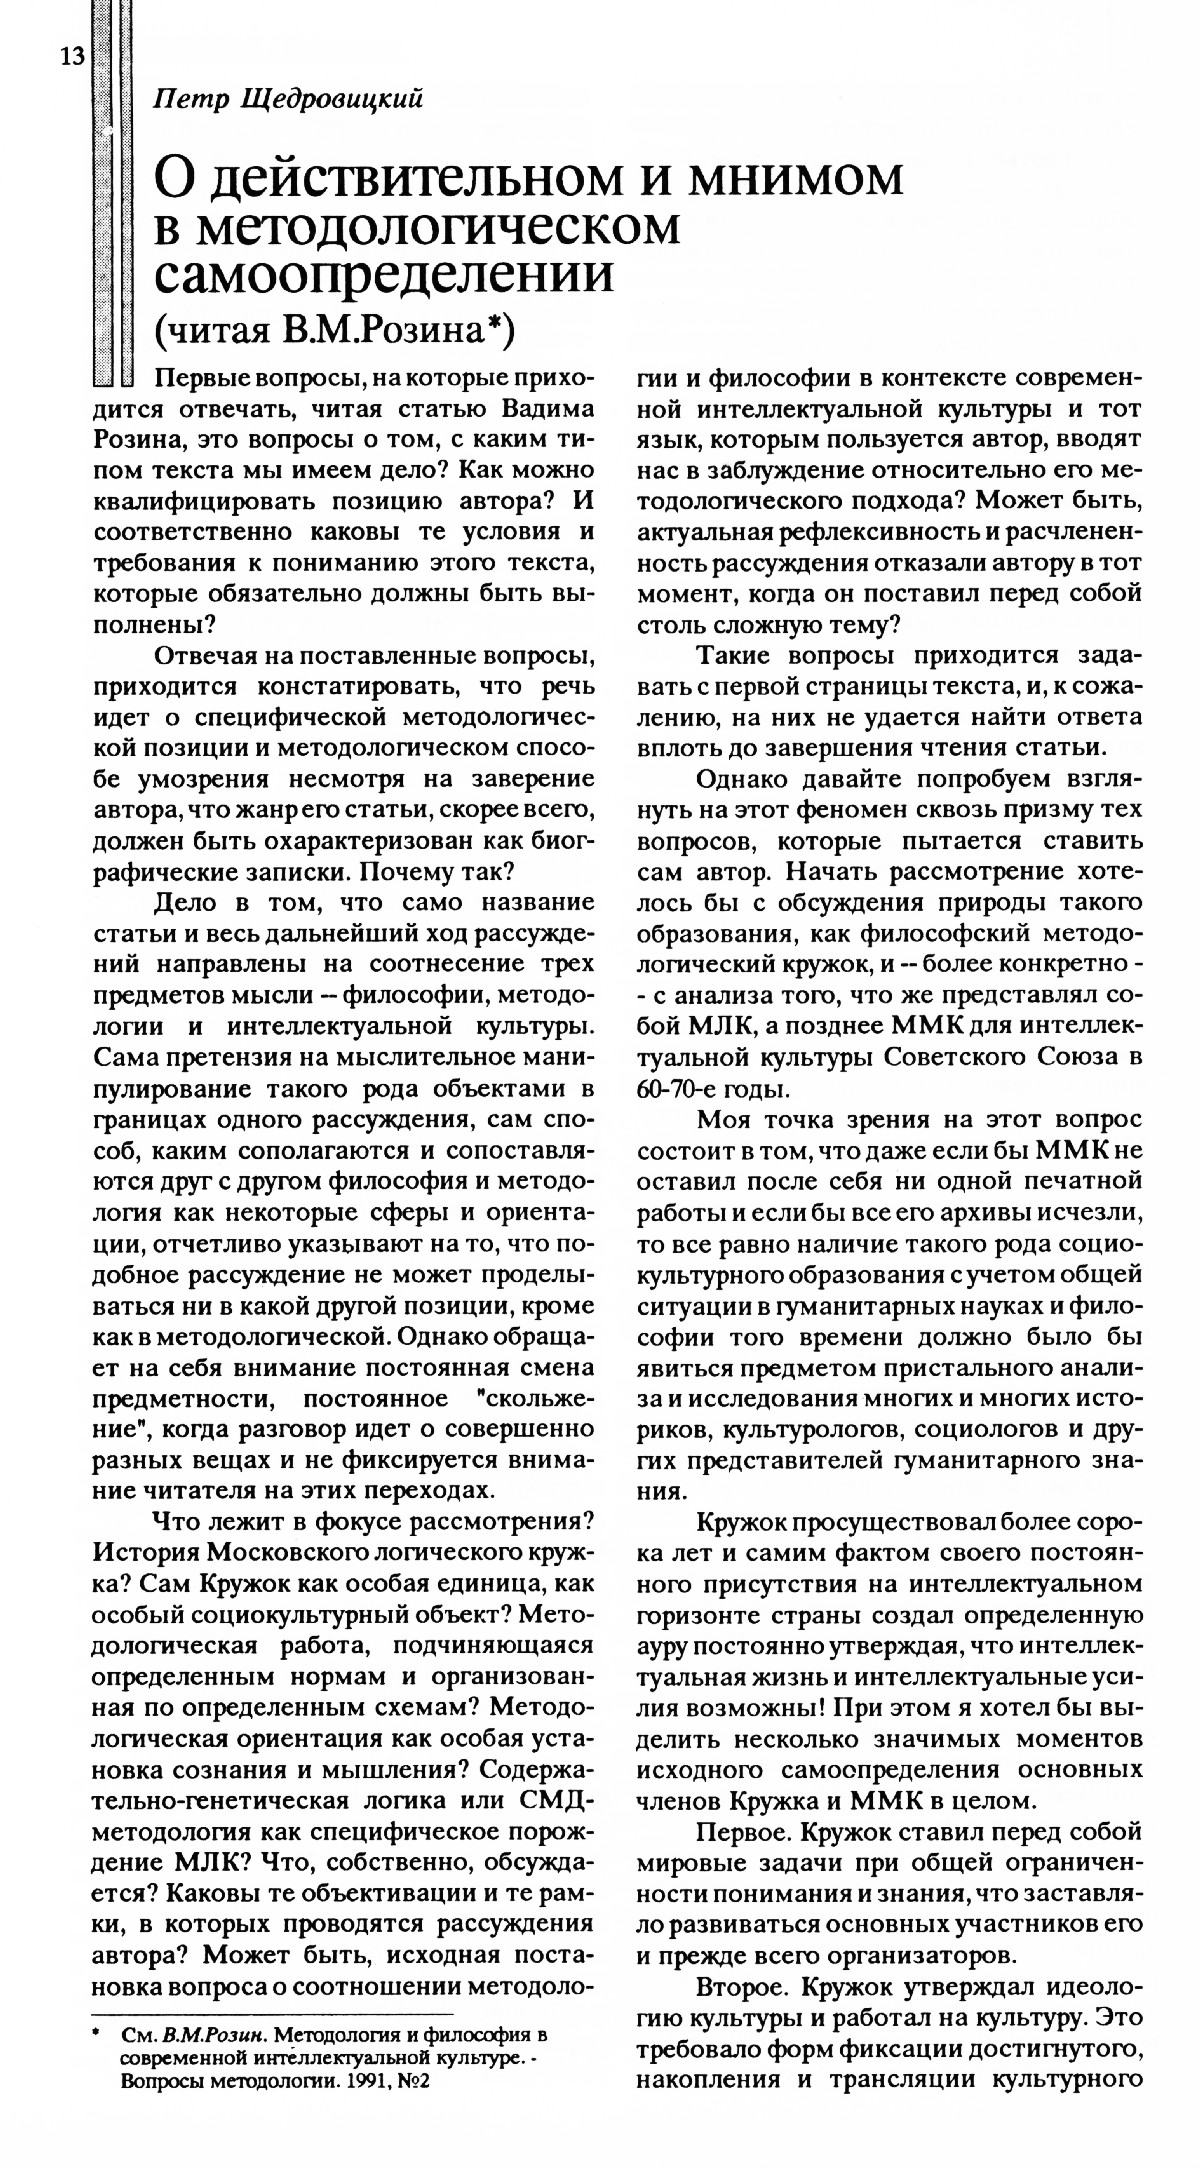 13
Петр Щедровицкий
О действительном и мнимом
в методологическом
самоопределении
(читая В.М.Розина*)
Первые вопросы, на которые прихо-
дится отвечать, читая статью Вадима
Розина, это вопросы о том, с каким ти-
пом текста мы имеем дело? Как можно
квалифицировать позицию автора? И
соответственно каковы те условия и
требования к пониманию этого текста,
которые обязательно должны быть вы-
полнены?
Отвечая на поставленные вопросы,
приходится констатировать, что речь
идет о специфической методологичес-
кой позиции и методологическом спосо-
бе умозрения несмотря на заверение
автора, что жанр его статьи, скорее всего,
должен быть охарактеризован как биог-
рафические записки. Почему так?
Дело в том, что само название
статьи и весь дальнейший ход рассужде-
ний направлены на соотнесение трех
предметов мысли -- философии, методо-
логии и интеллектуальной культуры.
Сама претензия на мыслительное мани-
пулирование такого рода объектами в
границах одного рассуждения, сам спо-
соб, каким сополагаются и сопоставля-
ются друг с другом философия и методо-
логия как некоторые сферы и ориента-
ции, отчетливо указывают на то, что по-
добное рассуждение не может проделы-
ваться ни в какой другой позиции, кроме
как в методологической. Однако обраща-
ет на себя внимание постоянная смена
предметности, постоянное "скольже-
ние", когда разговор идет о совершенно
разных вещах и не фиксируется внима-
ние читателя на этих переходах.
Что лежит в фокусе рассмотрения?
История Московского логического круж-
ка? Сам Кружок как особая единица, как
особый социокультурный объект? Мето-
дологическая работа, подчиняющаяся
определенным нормам и организован-
ная по определенным схемам? Методо-
логическая ориентация как особая уста-
новка сознания и мышления? Содержа-
тельно-генетическая логика или СМД-
методология как специфическое порож-
дение МЛК? Что, собственно, обсужда-
ется? Каковы те объективации и те рам-
ки, в которых проводятся рассуждения
автора? Может быть, исходная поста-
новка вопроса о соотношении методоло-
* См. В.М.Розин. Методология и философия в
современной интеллектуальной культуре. -
Вопросы методологии. 1991, №2
гии и философии в контексте современ-
ной интеллектуальной культуры и тот
язык, которым пользуется автор, вводят
нас в заблуждение относительно его ме-
тодологического подхода? Может быть,
актуальная рефлексивность и расчленен-
ность рассуждения отказали автору в тот
момент, когда он поставил перед собой
столь сложную тему?
Такие вопросы приходится зада-
вать с первой страницы текста, и, к сожа-
лению, на них не удается найти ответа
вплоть до завершения чтения статьи.
Однако давайте попробуем взгля-
нуть на этот феномен сквозь призму тех
вопросов, которые пытается ставить
сам автор. Начать рассмотрение хоте-
лось бы с обсуждения природы такого
образования, как философский методо-
логический кружок, и -- более конкретно -
- с анализа того, что же представлял со-
бой МЛК, а позднее ММК для интеллек-
туальной культуры Советского Союза в
60-70-е годы.
Моя точка зрения на этот вопрос
состоит в том, что даже если бы ММК не
оставил после себя ни одной печатной
работы и если бы все его архивы исчезли,
то все равно наличие такого рода социо-
культурного образования с учетом общей
ситуации в гуманитарных науках и фило-
софии того времени должно было бы
явиться предметом пристального анали-
за и исследования многих и многих исто-
риков, культурологов, социологов и дру-
гих представителей гуманитарного зна-
ния.
Кружок просуществовал более соро-
ка лет и самим фактом своего постоян-
ного присутствия на интеллектуальном
горизонте страны создал определенную
ауру постоянно утверждая, что интеллек-
туальная жизнь и интеллектуальные уси-
лия возможны! При этом я хотел бы вы-
делить несколько значимых моментов
исходного самоопределения основных
членов Кружка и ММК в целом.
Первое. Кружок ставил перед собой
мировые задачи при общей ограничен-
ности понимания и знания, что заставля-
ло развиваться основных участников его
и прежде всего организаторов.
Второе. Кружок утверждал идеоло-
гию культуры и работал на культуру. Это
требовало форм фиксации достигнутого,
накопления и трансляции культурного